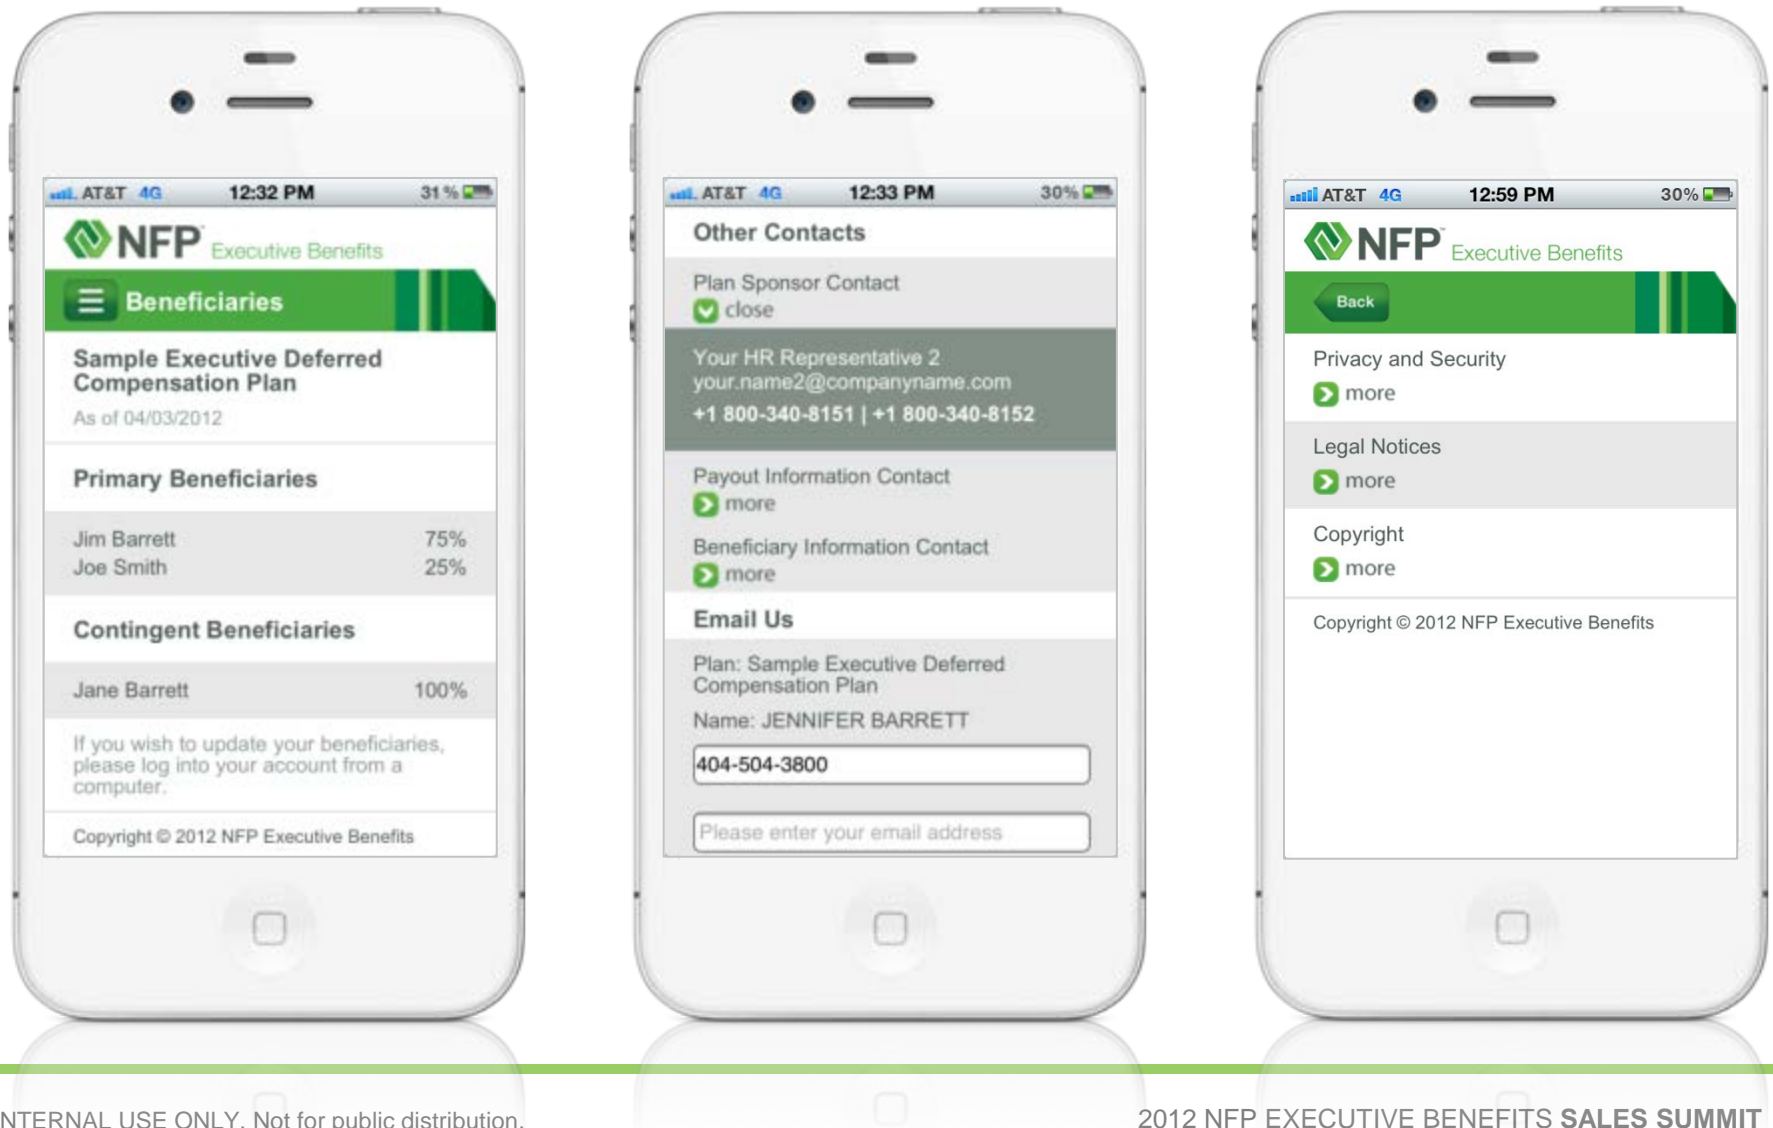 AT&T 4G 12:32 PM 31%
NFP Executive Benefits
Beneficiaries
Sample Executive Deferred
Compensation Plan
As of 04/03/2012
Primary Beneficiaries
Jim Barrett 75%
Joe Smith 25%
Contingent Beneficiaries
Jane Barrett 100%
If you wish to update your beneficiaries,
please log into your account from a
computer.
Copyright © 2012 NFP Executive Benefits
AT&T 4G 12:33 PM 30%
Other Contacts
Plan Sponsor Contact
close
Your HR Representative 2
your.name2@companyname.com
+1 800-340-8151 | +1 800-340-8152
Payout Information Contact
more
Beneficiary Information Contact
more
Email Us
Plan: Sample Executive Deferred
Compensation Plan
Name: JENNIFER BARRETT
404-504-3800
Please enter your email address
AT&T 4G 12:59 PM 30%
NFP Executive Benefits
Back
Privacy and Security
more
Legal Notices
more
Copyright
more
Copyright © 2012 NFP Executive Benefits
NTERNAL USE ONLY. Not for public distribution.
2012 NFP EXECUTIVE BENEFITS SALES SUMMIT